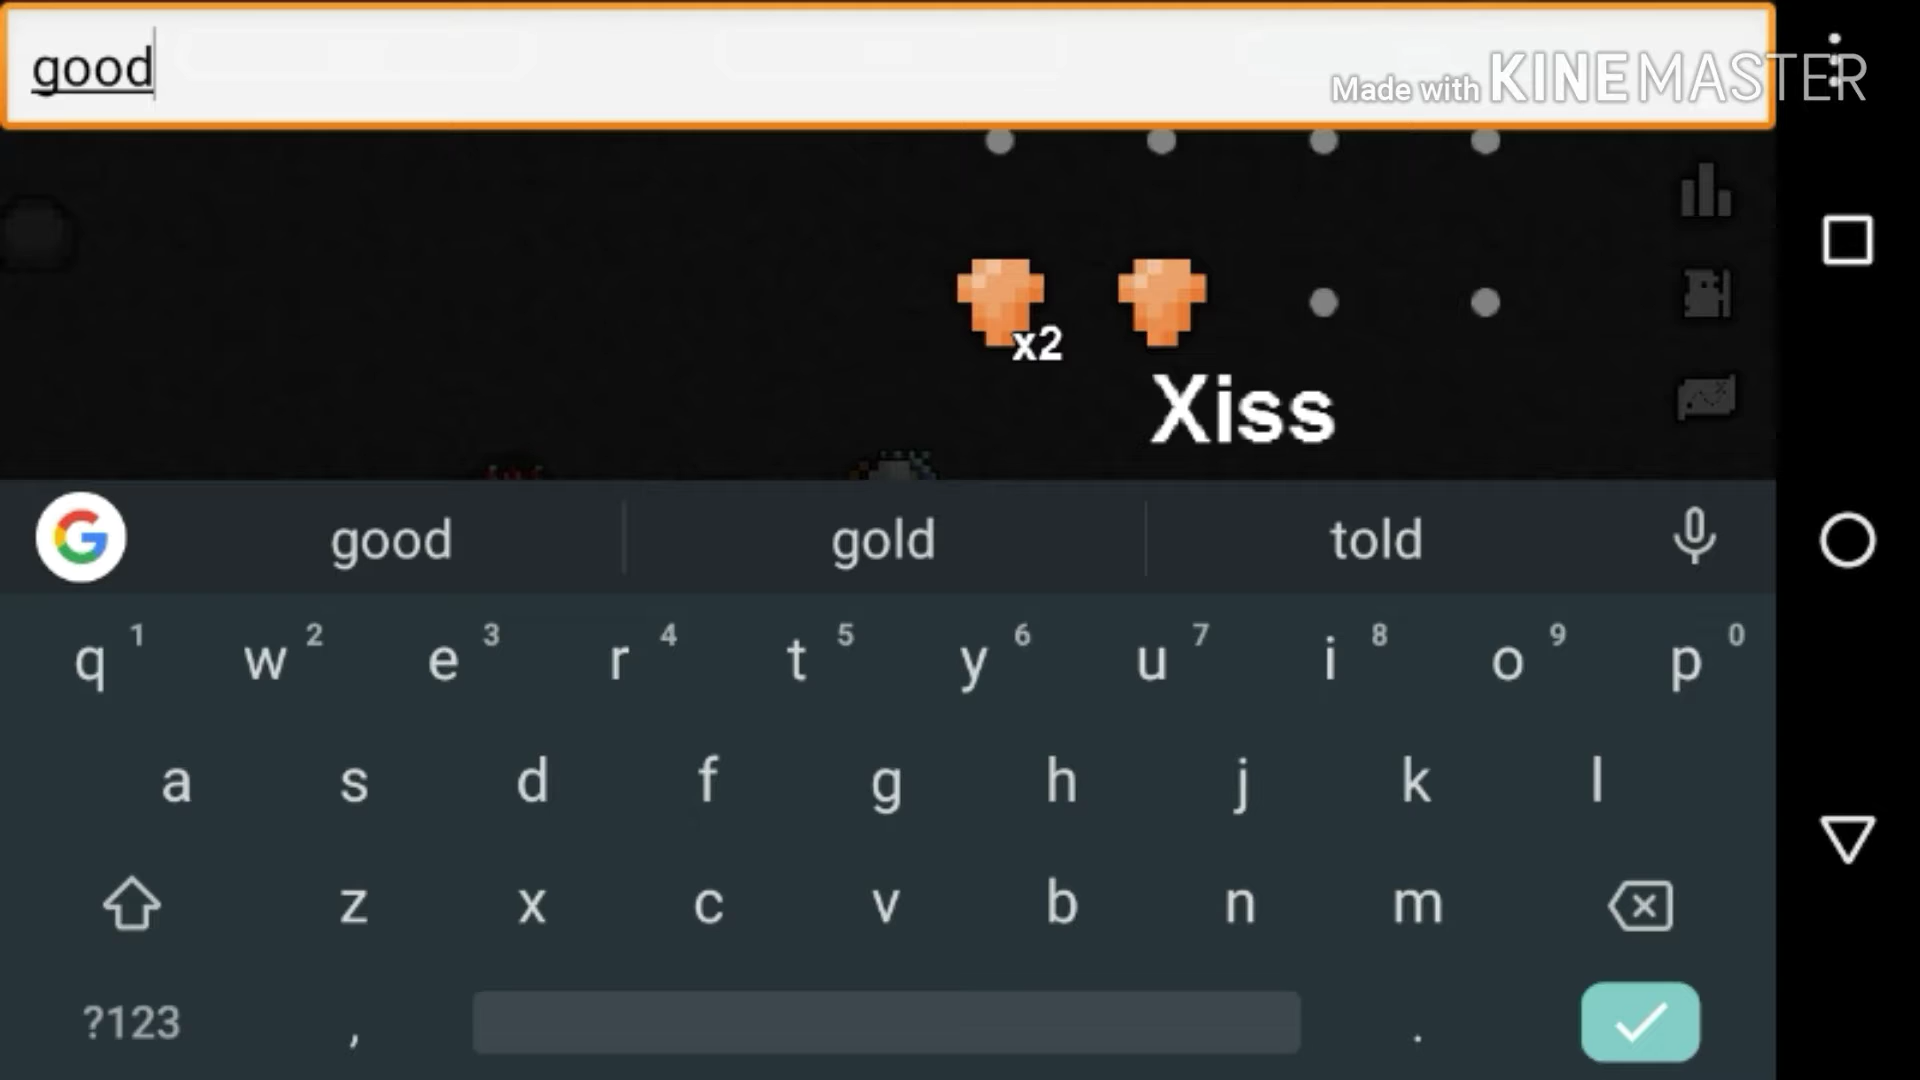 good
Made with KINEMASTER
x2
Xiss
good gold told
q 1 w 2 e 3 r 4 t 5 y 6 u 7 i 8 o 9 p 0
a s d f g h j k l
z x c v b n m
?123 , .